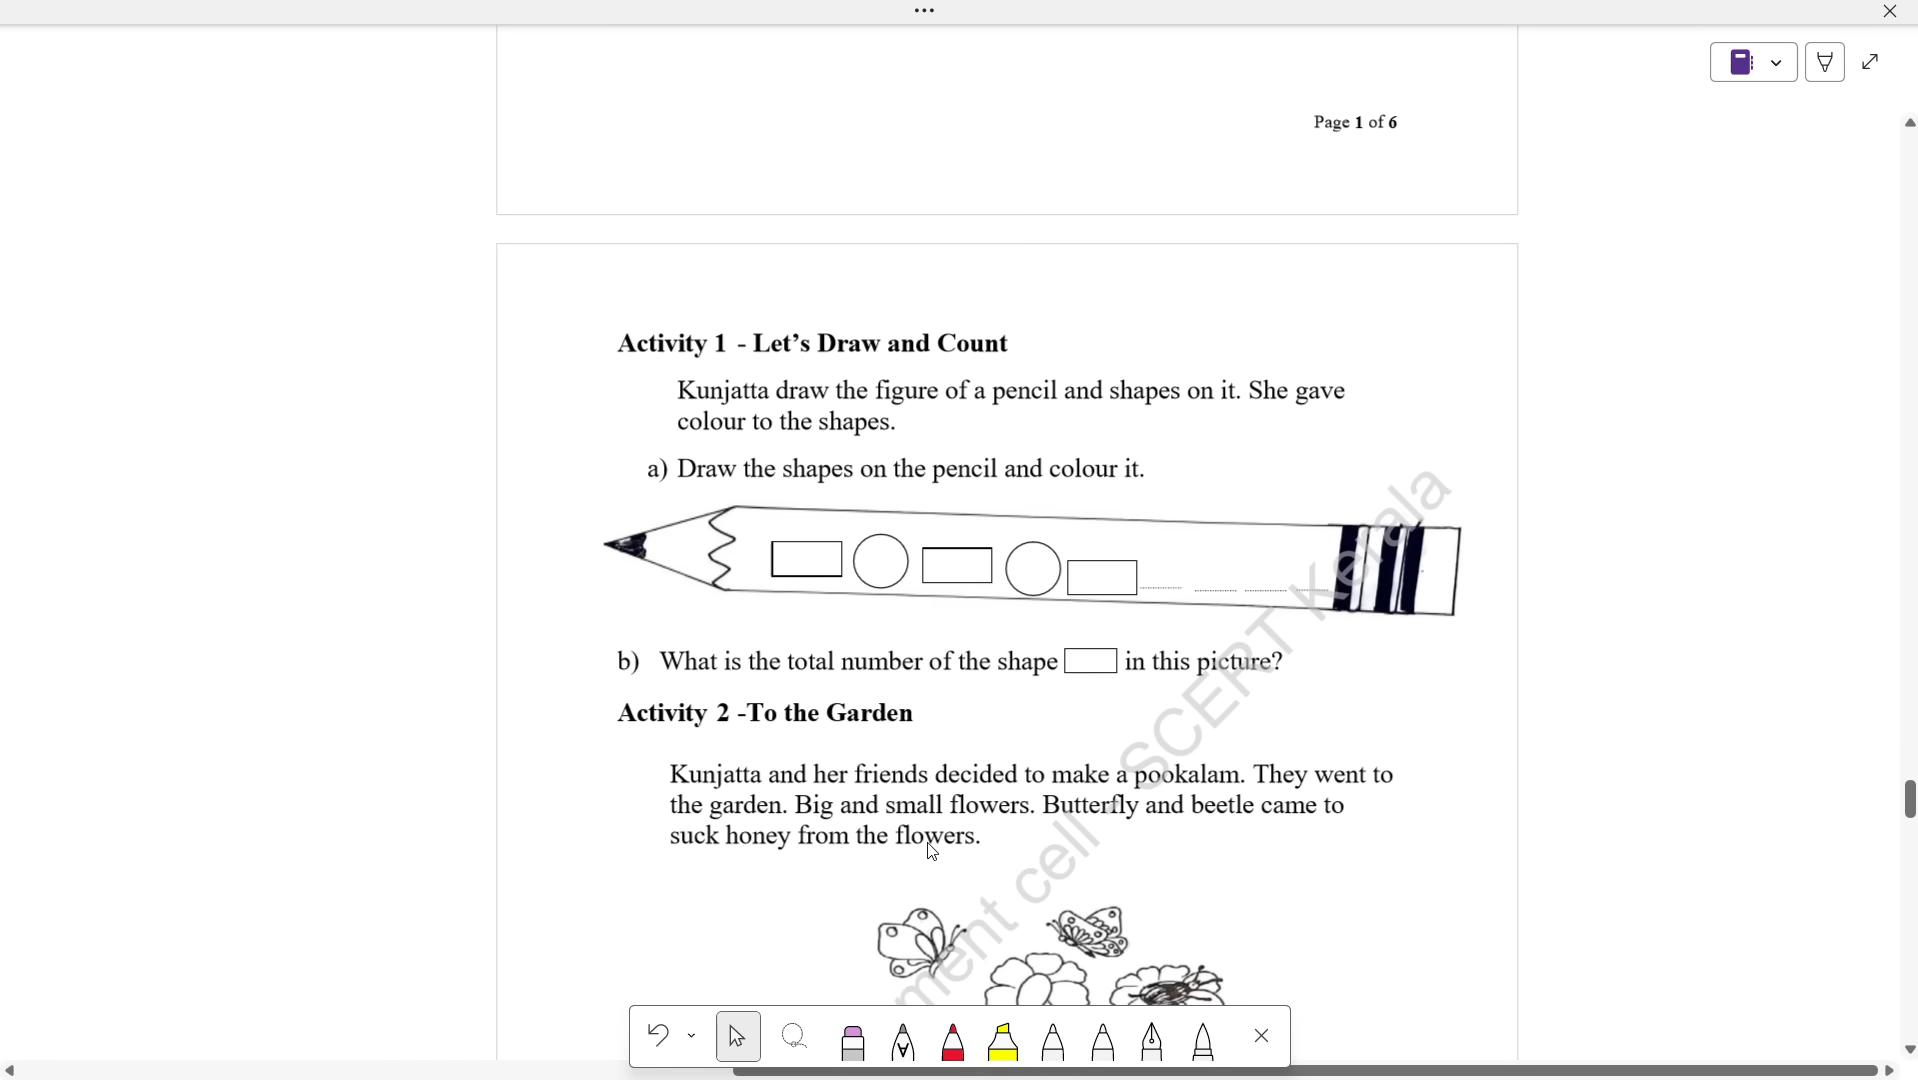 Page 1 of 6
Activity 1 - Let's Draw and Count
Kunjatta draw the figure of a pencil and shapes on it. She gave
colour to the shapes.
a) Draw the shapes on the pencil and colour it.
b) What is the total number of the shape in this picture?
Activity 2 -To the Garden
Kunjatta and her friends decided to make a pookalam. They went to
the garden. Big and small flowers. Butterfly and beetle came to
suck honey from the flowers.
ment cell - SCERT Kerala